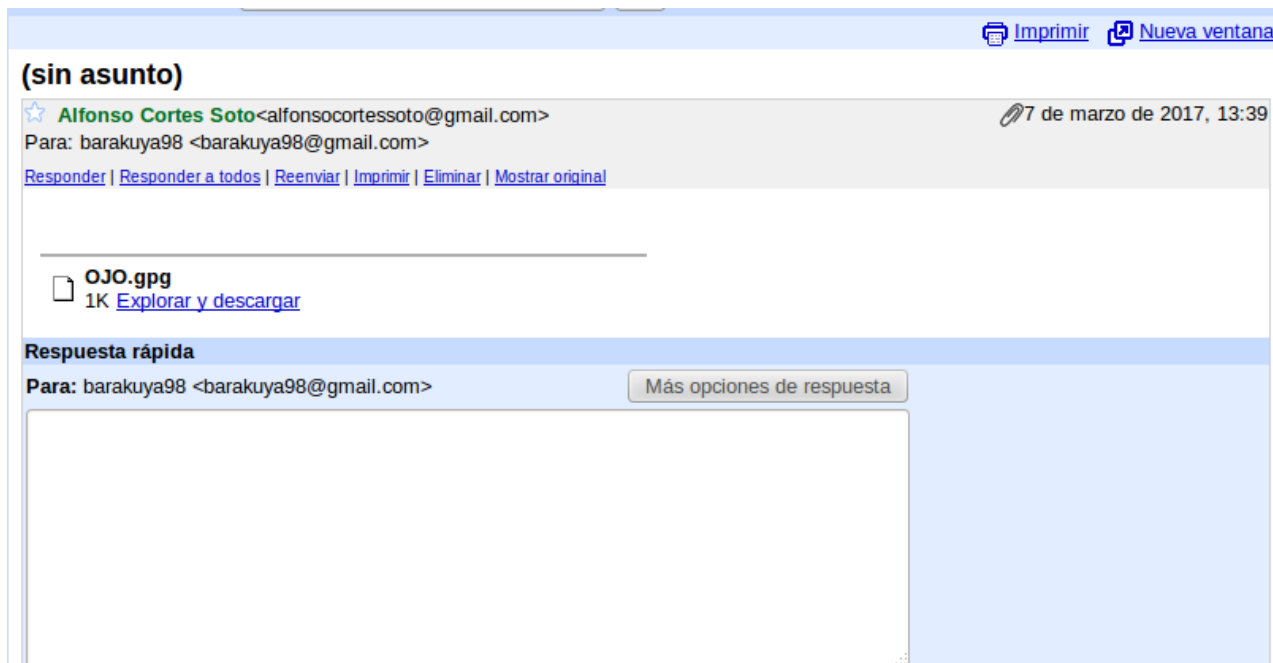 Imprimir Nueva ventana
(sin asunto)
Alfonso Cortes Soto<alfonsocortessoto@gmail.com> 7 de marzo de 2017, 13:39
Para: barakuya98 <barakuya98@gmail.com>
Responder | Responder a todos | Reenviar | Imprimir | Eliminar | Mostrar original
OJO.gpg
1K Explorar y descargar
Respuesta rápida
Para: barakuya98 <barakuya98@gmail.com> Más opciones de respuesta